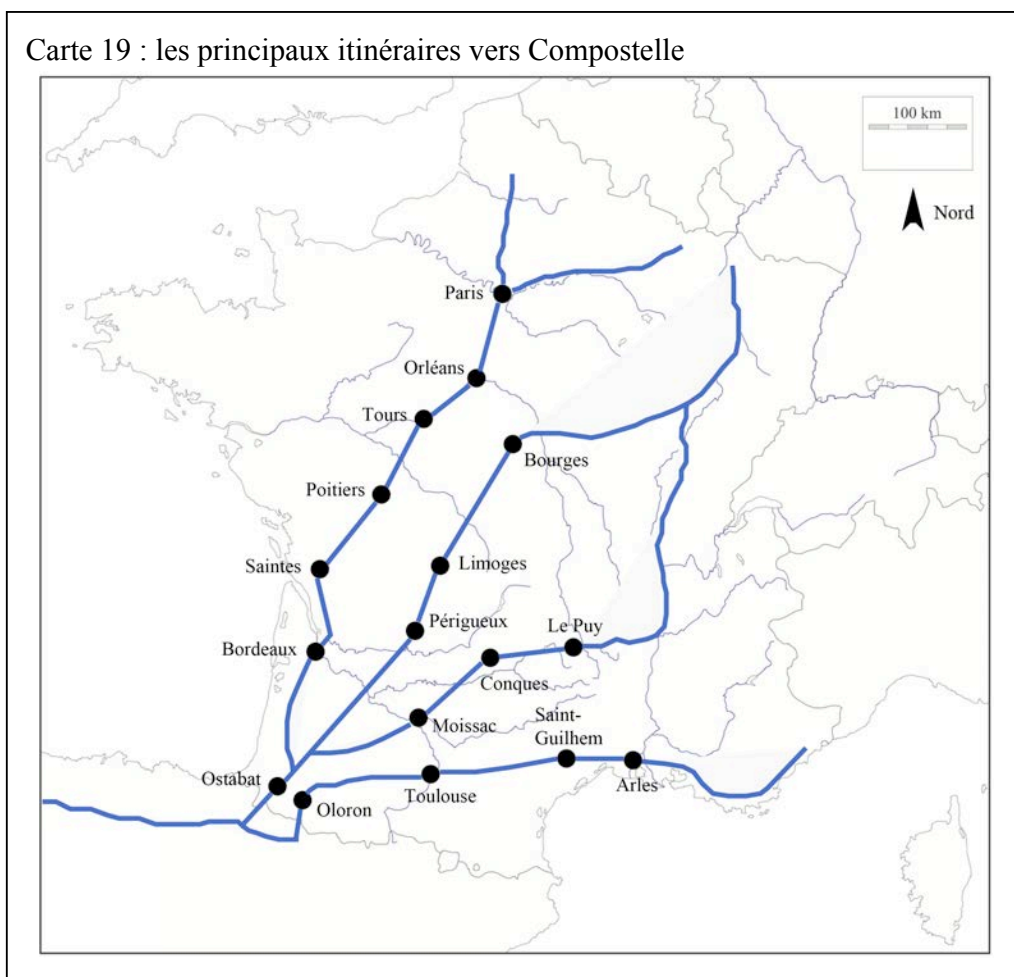 Carte 19 : les principaux itinéraires vers Compostelle
100 km
Nord
Paris
Orléans
Tours
Bourges
Poitiers
Saintes
Limoges
Périgueux
Bordeaux
Le Puy
Conques
Moissac
Saint-
Guilhem
Ostabat
Oloron
Toulouse
Arles